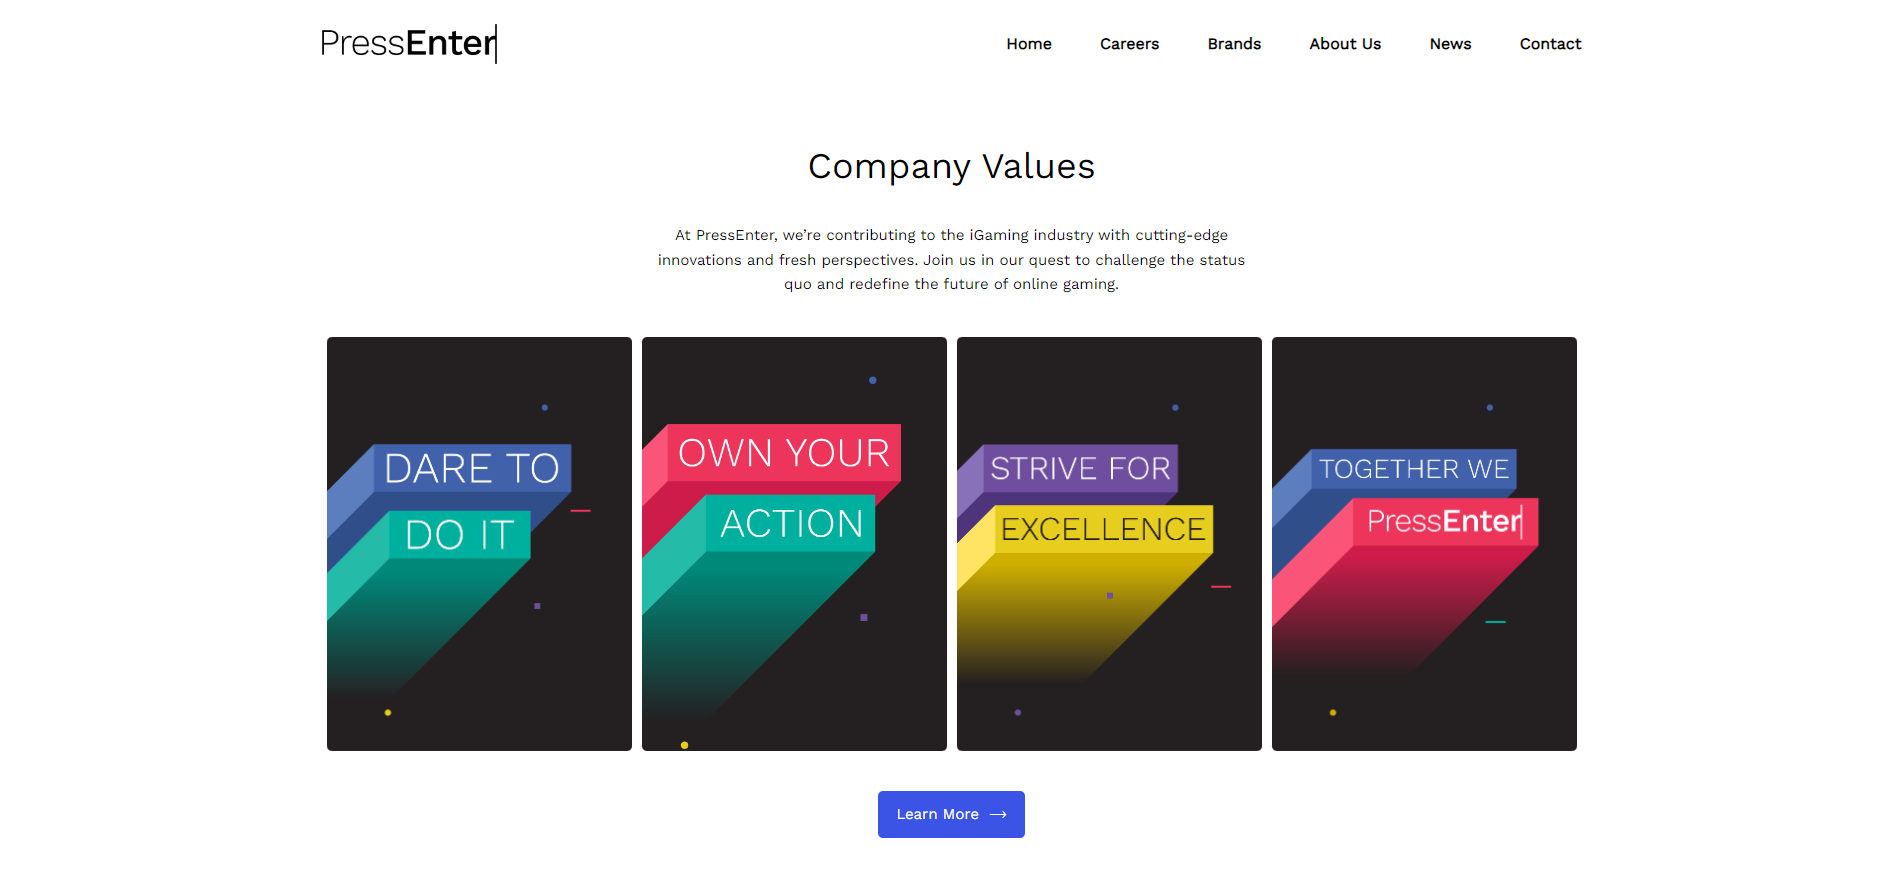 PressEnter
Home
Careers
Brands
About Us
News
Contact
Company Values
At PressEnter, we’re contributing to the iGaming industry with cutting-edge
innovations and fresh perspectives. Join us in our quest to challenge the status
quo and redefine the future of online gaming.
DARE TO
DO IT
OWN YOUR
ACTION
STRIVE FOR
EXCELLENCE
TOGETHER WE
PressEnter
Learn More →